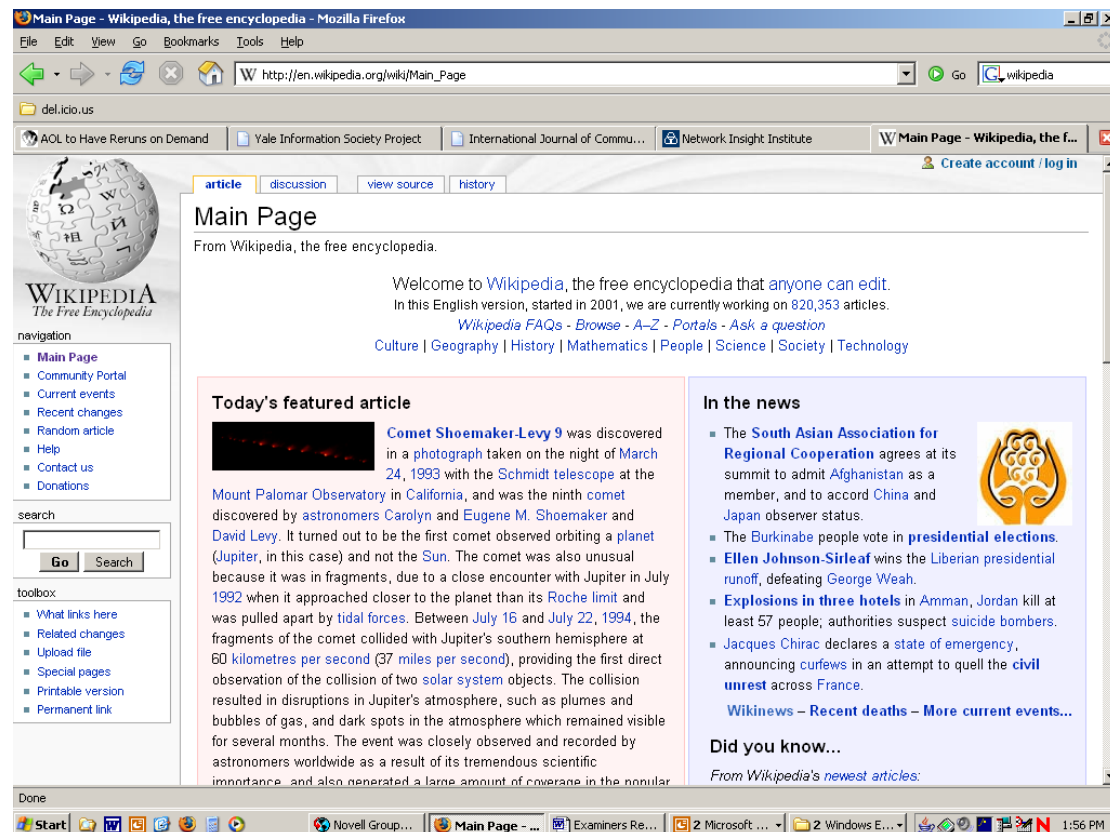 Main Page - Wikipedia, the free encyclopedia - Mozilla Firefox
File Edit View Go Bookmarks Tools Help
W http://en.wikipedia.org/wiki/Main_Page Go G wikipedia
del.icio.us
AOL to Have Reruns on Demand Yale Information Society Project International Journal of Commu... Network Insight Institute W Main Page - Wikipedia, the f...
Create account / log in
article discussion view source history
Main Page
From Wikipedia, the free encyclopedia.
Welcome to Wikipedia, the free encyclopedia that anyone can edit.
In this English version, started in 2001, we are currently working on 820,353 articles.
Wikipedia FAQs - Browse - A–Z - Portals - Ask a question
Culture | Geography | History | Mathematics | People | Science | Society | Technology
W Ω И 祖
WIKIPEDIA
The Free Encyclopedia
navigation
Main Page
Community Portal
Current events
Recent changes
Random article
Help
Contact us
Donations
search
Go Search
toolbox
What links here
Related changes
Upload file
Special pages
Printable version
Permanent link
Today's featured article
Comet Shoemaker-Levy 9 was discovered
in a photograph taken on the night of March
24, 1993 with the Schmidt telescope at the
Mount Palomar Observatory in California, and was the ninth comet
discovered by astronomers Carolyn and Eugene M. Shoemaker and
David Levy. It turned out to be the first comet observed orbiting a planet
(Jupiter, in this case) and not the Sun. The comet was also unusual
because it was in fragments, due to a close encounter with Jupiter in July
1992 when it approached closer to the planet than its Roche limit and
was pulled apart by tidal forces. Between July 16 and July 22, 1994, the
fragments of the comet collided with Jupiter's southern hemisphere at
60 kilometres per second (37 miles per second), providing the first direct
observation of the collision of two solar system objects. The collision
resulted in disruptions in Jupiter's atmosphere, such as plumes and
bubbles of gas, and dark spots in the atmosphere which remained visible
for several months. The event was closely observed and recorded by
astronomers worldwide as a result of its tremendous scientific
importance, and also generated a large amount of coverage in the popular
In the news
The South Asian Association for
Regional Cooperation agrees at its
summit to admit Afghanistan as a
member, and to accord China and
Japan observer status.
The Burkinabe people vote in presidential elections.
Ellen Johnson-Sirleaf wins the Liberian presidential
runoff, defeating George Weah.
Explosions in three hotels in Amman, Jordan kill at
least 57 people; authorities suspect suicide bombers.
Jacques Chirac declares a state of emergency,
announcing curfews in an attempt to quell the civil
unrest across France.
Wikinews – Recent deaths – More current events...
Did you know...
From Wikipedia's newest articles:
Done
Start Novell Group... Main Page - ... Examiners Re... 2 Microsoft ... 2 Windows E... N 1:56 PM